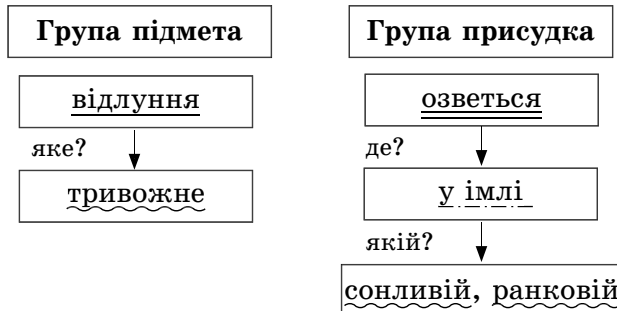 Група підмета
відлуння
яке?
тривожне
Група присудка
озветься
де?
у імлі
якій?
сонливій, ранковій